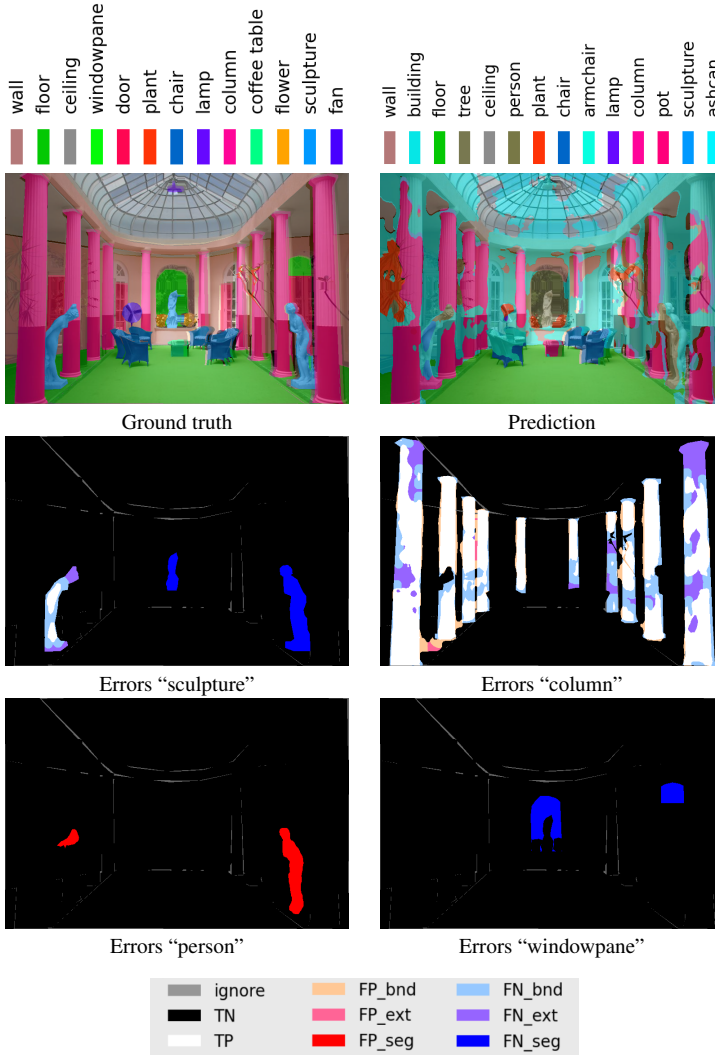 wall
floor
ceiling
windowpane
door
plant
chair
lamp
column
coffee table
flower
sculpture
fan
wall
building
floor
tree
ceiling
person
plant
chair
armchair
lamp
column
pot
sculpture
ashcan
Ground truth
Prediction
Errors “sculpture”
Errors “column”
Errors “person”
Errors “windowpane”
ignore
FP_bnd
FN_bnd
TN
FP_ext
FN_ext
TP
FP_seg
FN_seg